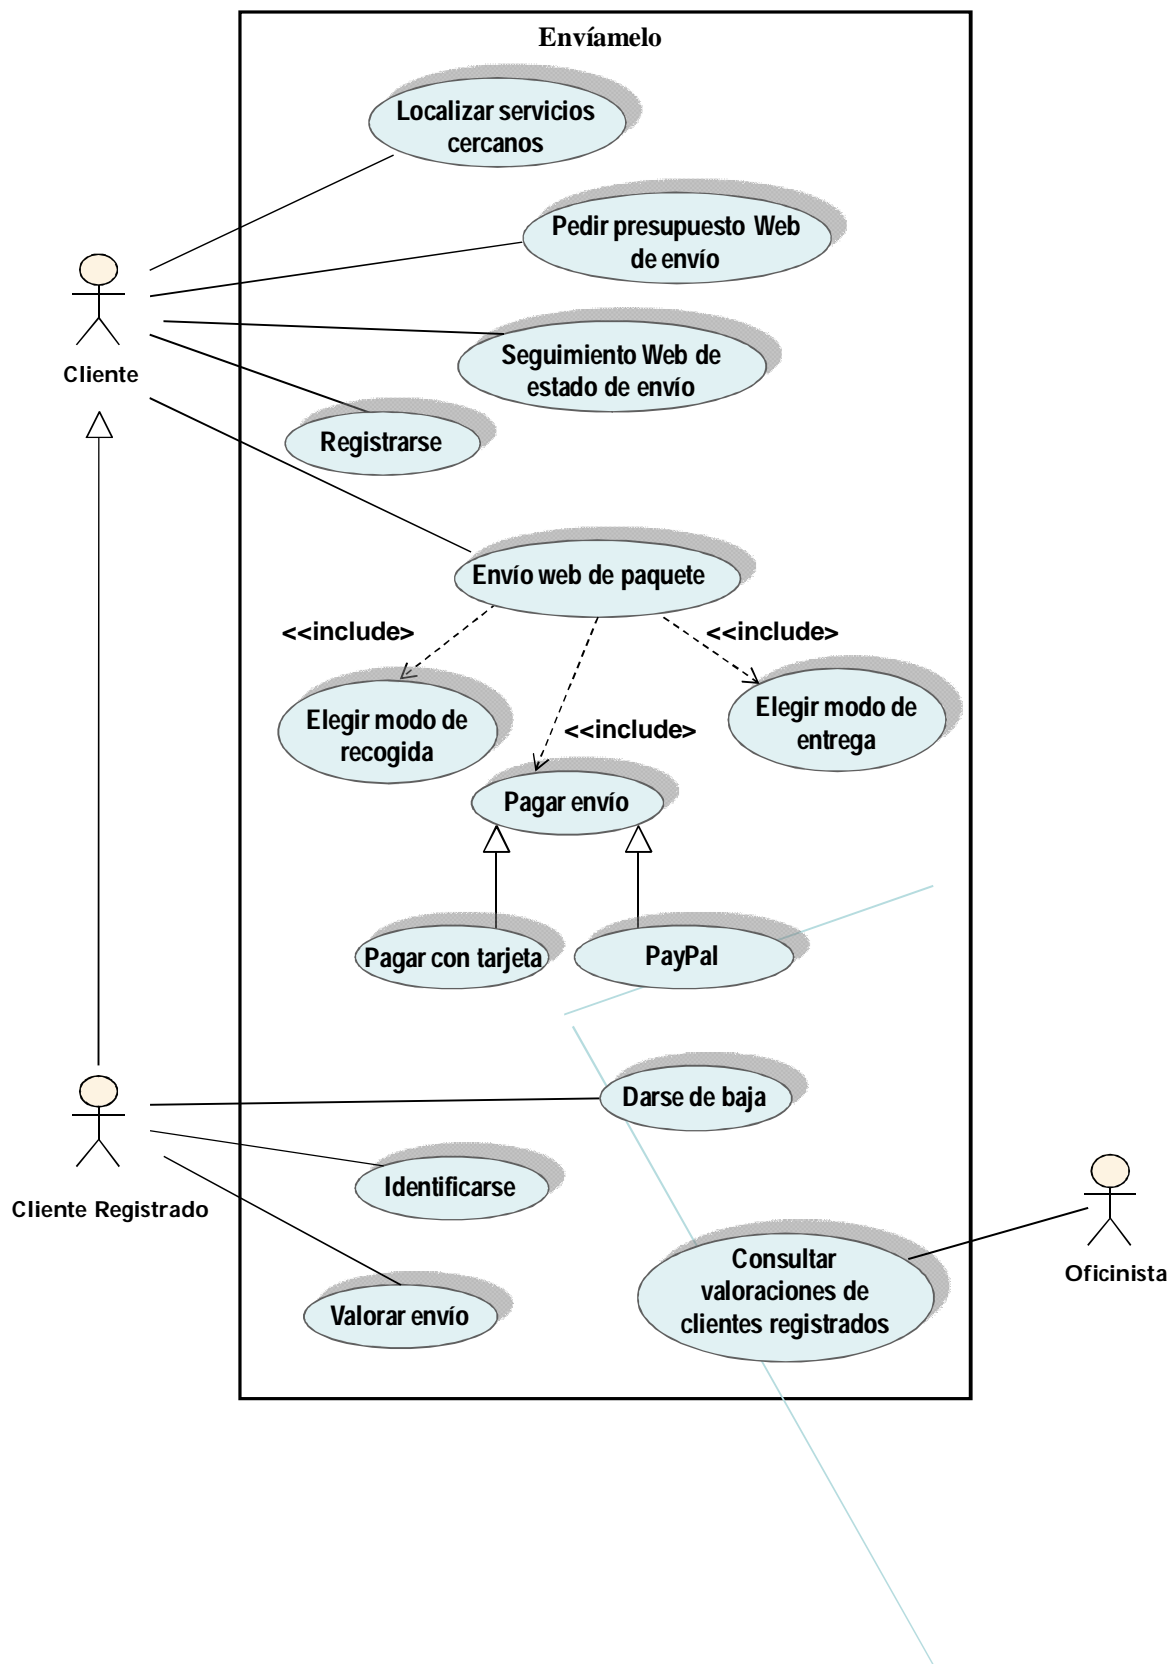 Envíamelo
Localizar servicios
cercanos
Pedir presupuesto Web
de envío
Seguimiento Web de
estado de envío
Cliente
Registrarse
Envío web de paquete
<<include>
<<include>
Elegir modo de
recogida
Elegir modo de
entrega
<<include>
Pagar envío
Pagar con tarjeta
PayPal
Darse de baja
Identificarse
Cliente Registrado
Consultar
valoraciones de
clientes registrados
Oficinista
Valorar envío